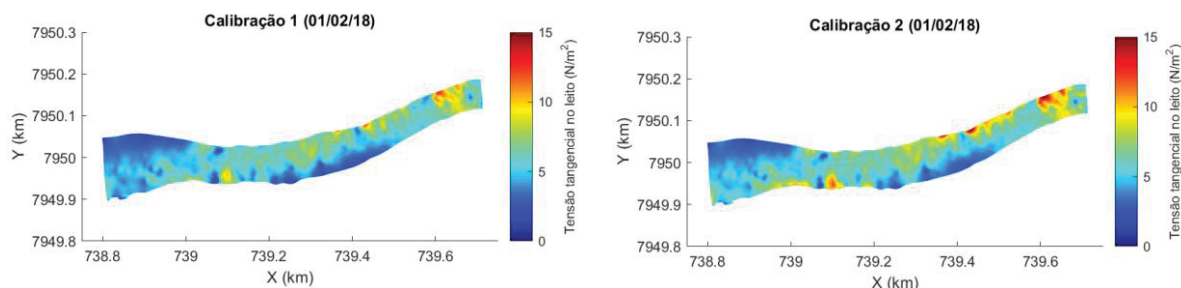 Calibração 1 (01/02/18)
7950.3
7950.2
7950.1
7950
7949.9
7949.8
Y (km)
738.8 739 739.2 739.4 739.6
X (km)
15
10
5
0
Tensão tangencial no leito (N/m²)
Calibração 2 (01/02/18)
7950.3
7950.2
7950.1
7950
7949.9
7949.8
Y (km)
738.8 739 739.2 739.4 739.6
X (km)
15
10
5
0
Tensão tangencial no leito (N/m²)